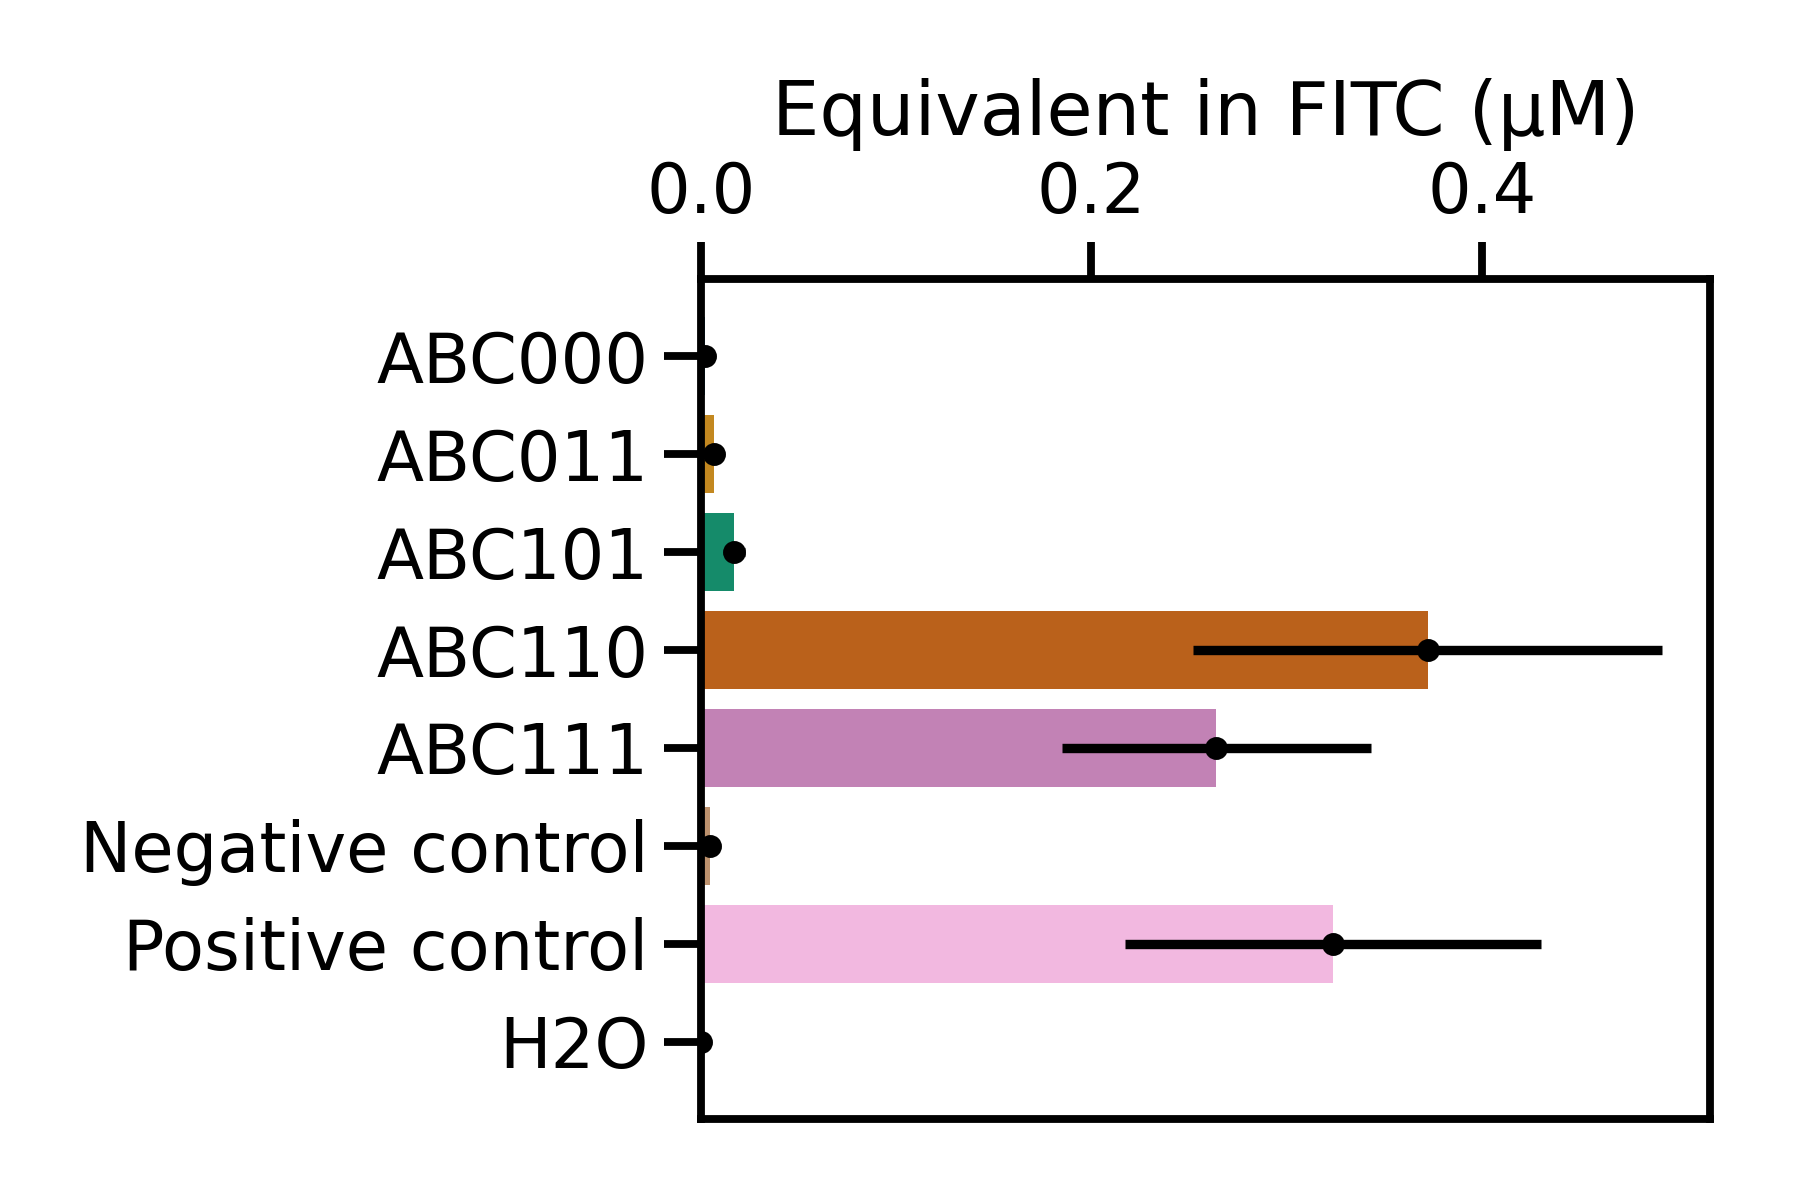 Equivalent in FITC (µM)
0.0 0.2 0.4
ABC000
ABC011
ABC101
ABC110
ABC111
Negative control
Positive control
H2O